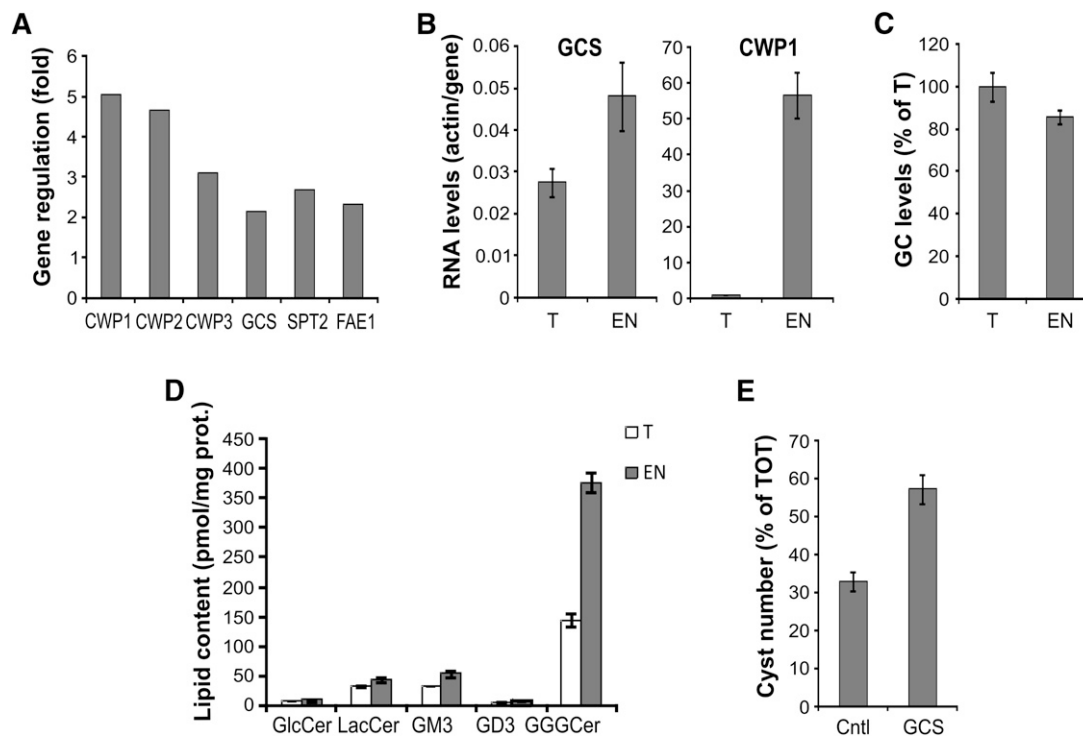 A
Gene regulation (fold)
6
5
4
3
2
1
0
CWP1 CWP2 CWP3 GCS SPT2 FAE1
B
RNA levels (actin/gene)
GCS
0.06
0.05
0.04
0.03
0.02
0.01
0
T EN
CWP1
70
60
50
40
30
20
10
0
T EN
C
GC levels (% of T)
120
100
80
60
40
20
0
T EN
D
Lipid content (pmol/mg prot.)
450
400
350
300
250
200
150
100
50
0
GlcCer LacCer GM3 GD3 GGGCer
T
EN
E
Cyst number (% of TOT)
70
60
50
40
30
20
10
0
Cntl GCS